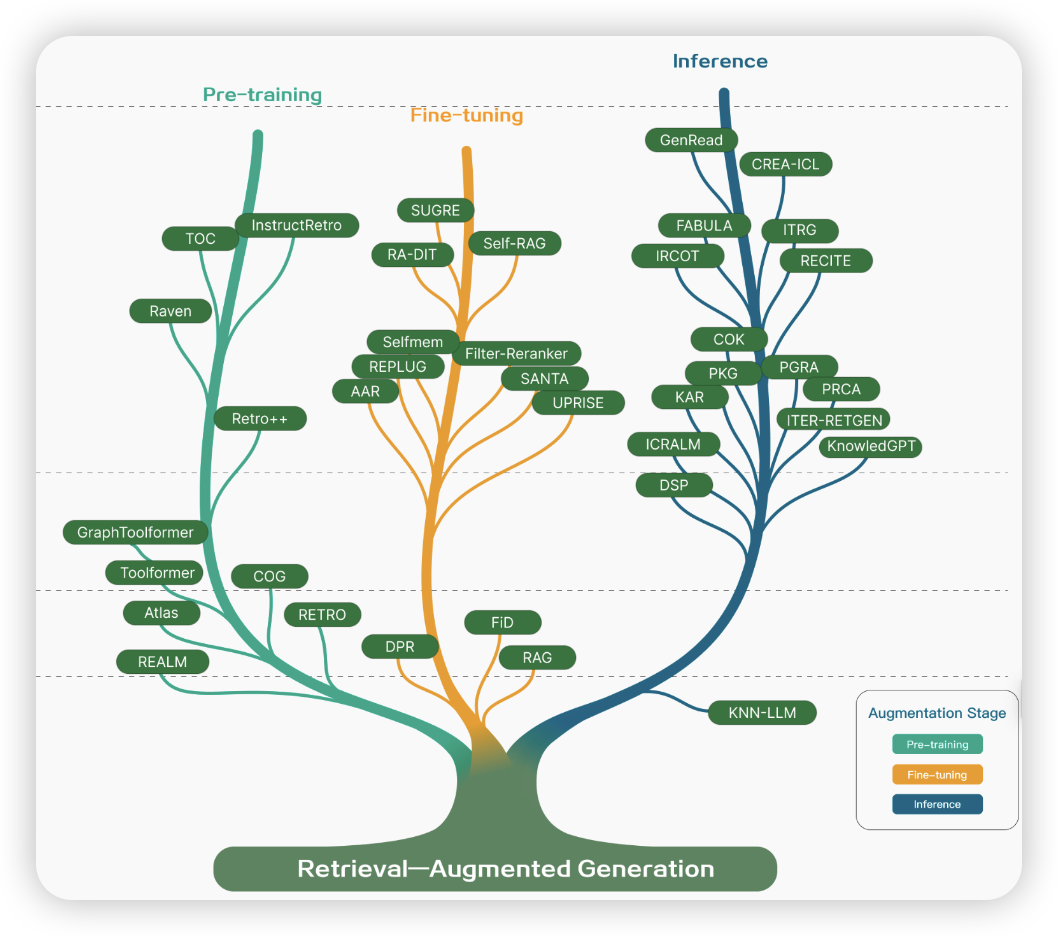 Inference
Pre-training
Fine-tuning
GenRead
CREA-ICL
SUGRE
InstructRetro
FABULA
ITRG
TOC
Self-RAG
RA-DIT
IRCOT
RECITE
Raven
COK
Selfmem
Filter-Reranker
REPLUG
PGRA
PKG
SANTA
AAR
PRCA
KAR
UPRISE
Retro++
ITER-RETGEN
ICRALM
KnowledGPT
DSP
GraphToolformer
Toolformer
COG
Atlas
RETRO
FiD
DPR
RAG
REALM
KNN-LLM
Augmentation Stage
Pre-training
Fine-tuning
Inference
Retrieval—Augmented Generation